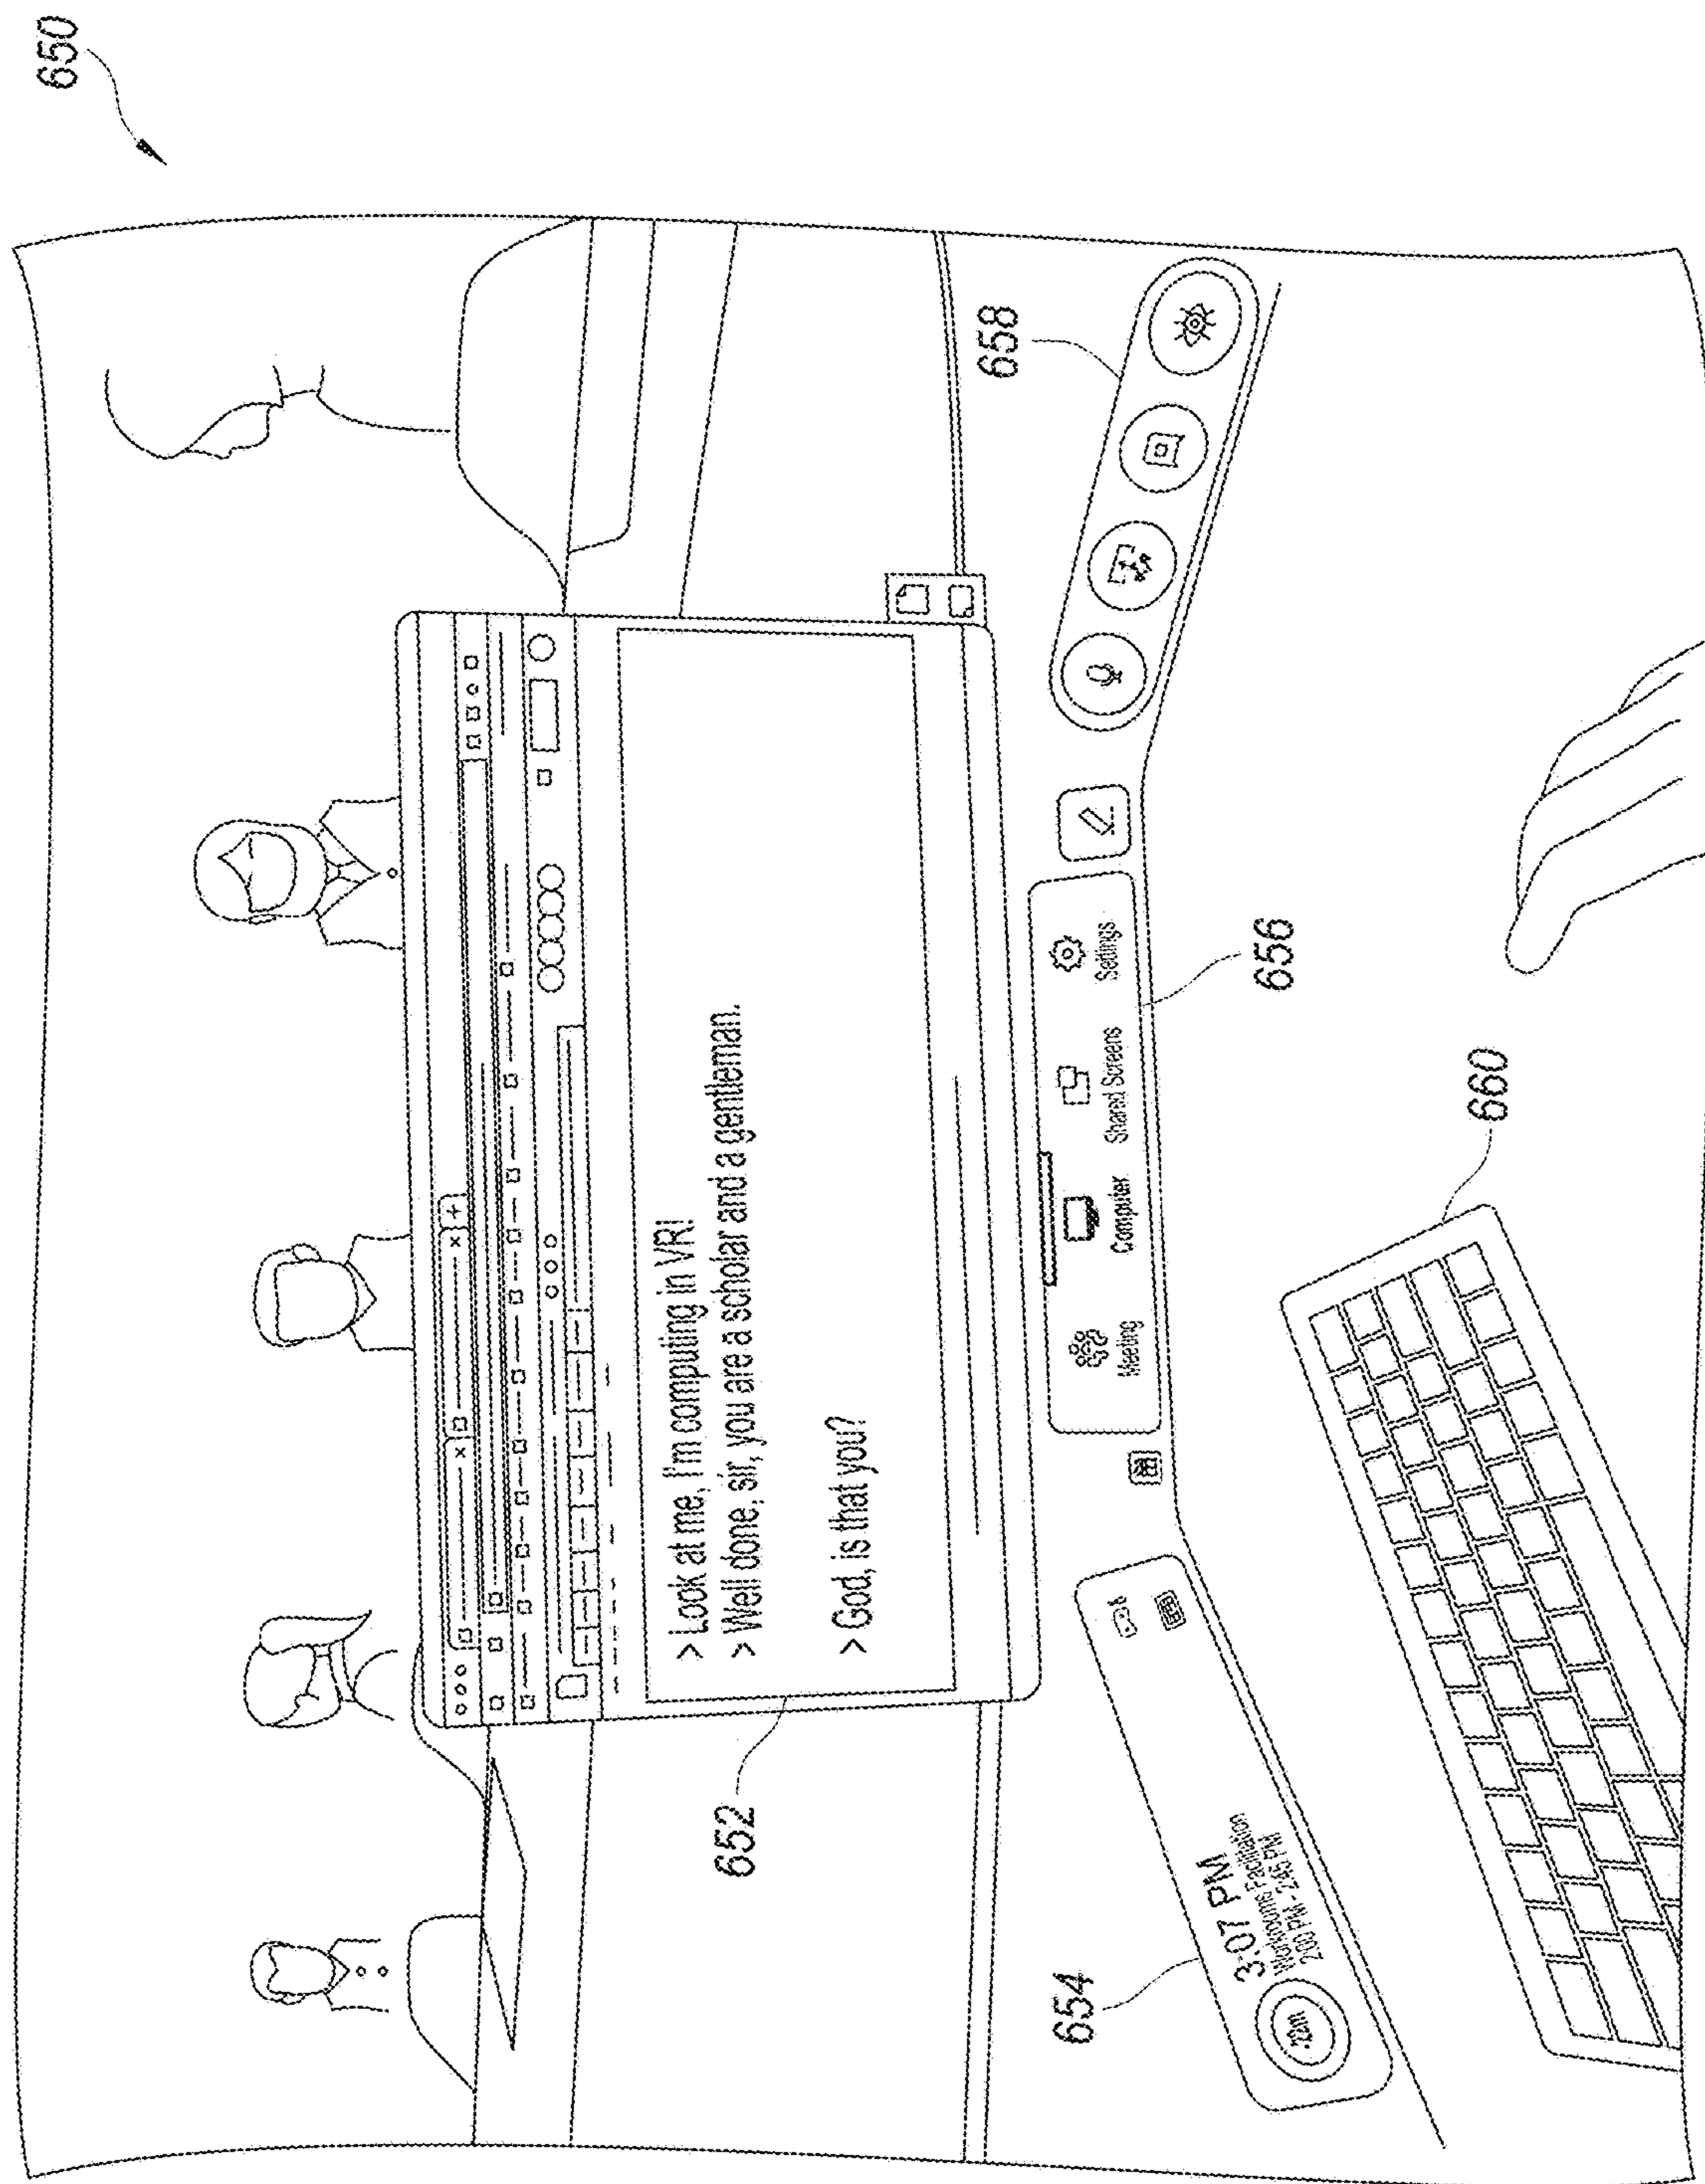 650
652
> Look at me, I'm computing in VR!
> Well done, sir, you are a scholar and a gentleman.
> God, is that you?
658
654
3:07 PM
Workrooms Facilitation
2:00 PM - 2:45 PM
Meeting
Computer
Shared Screens
Settings
656
660